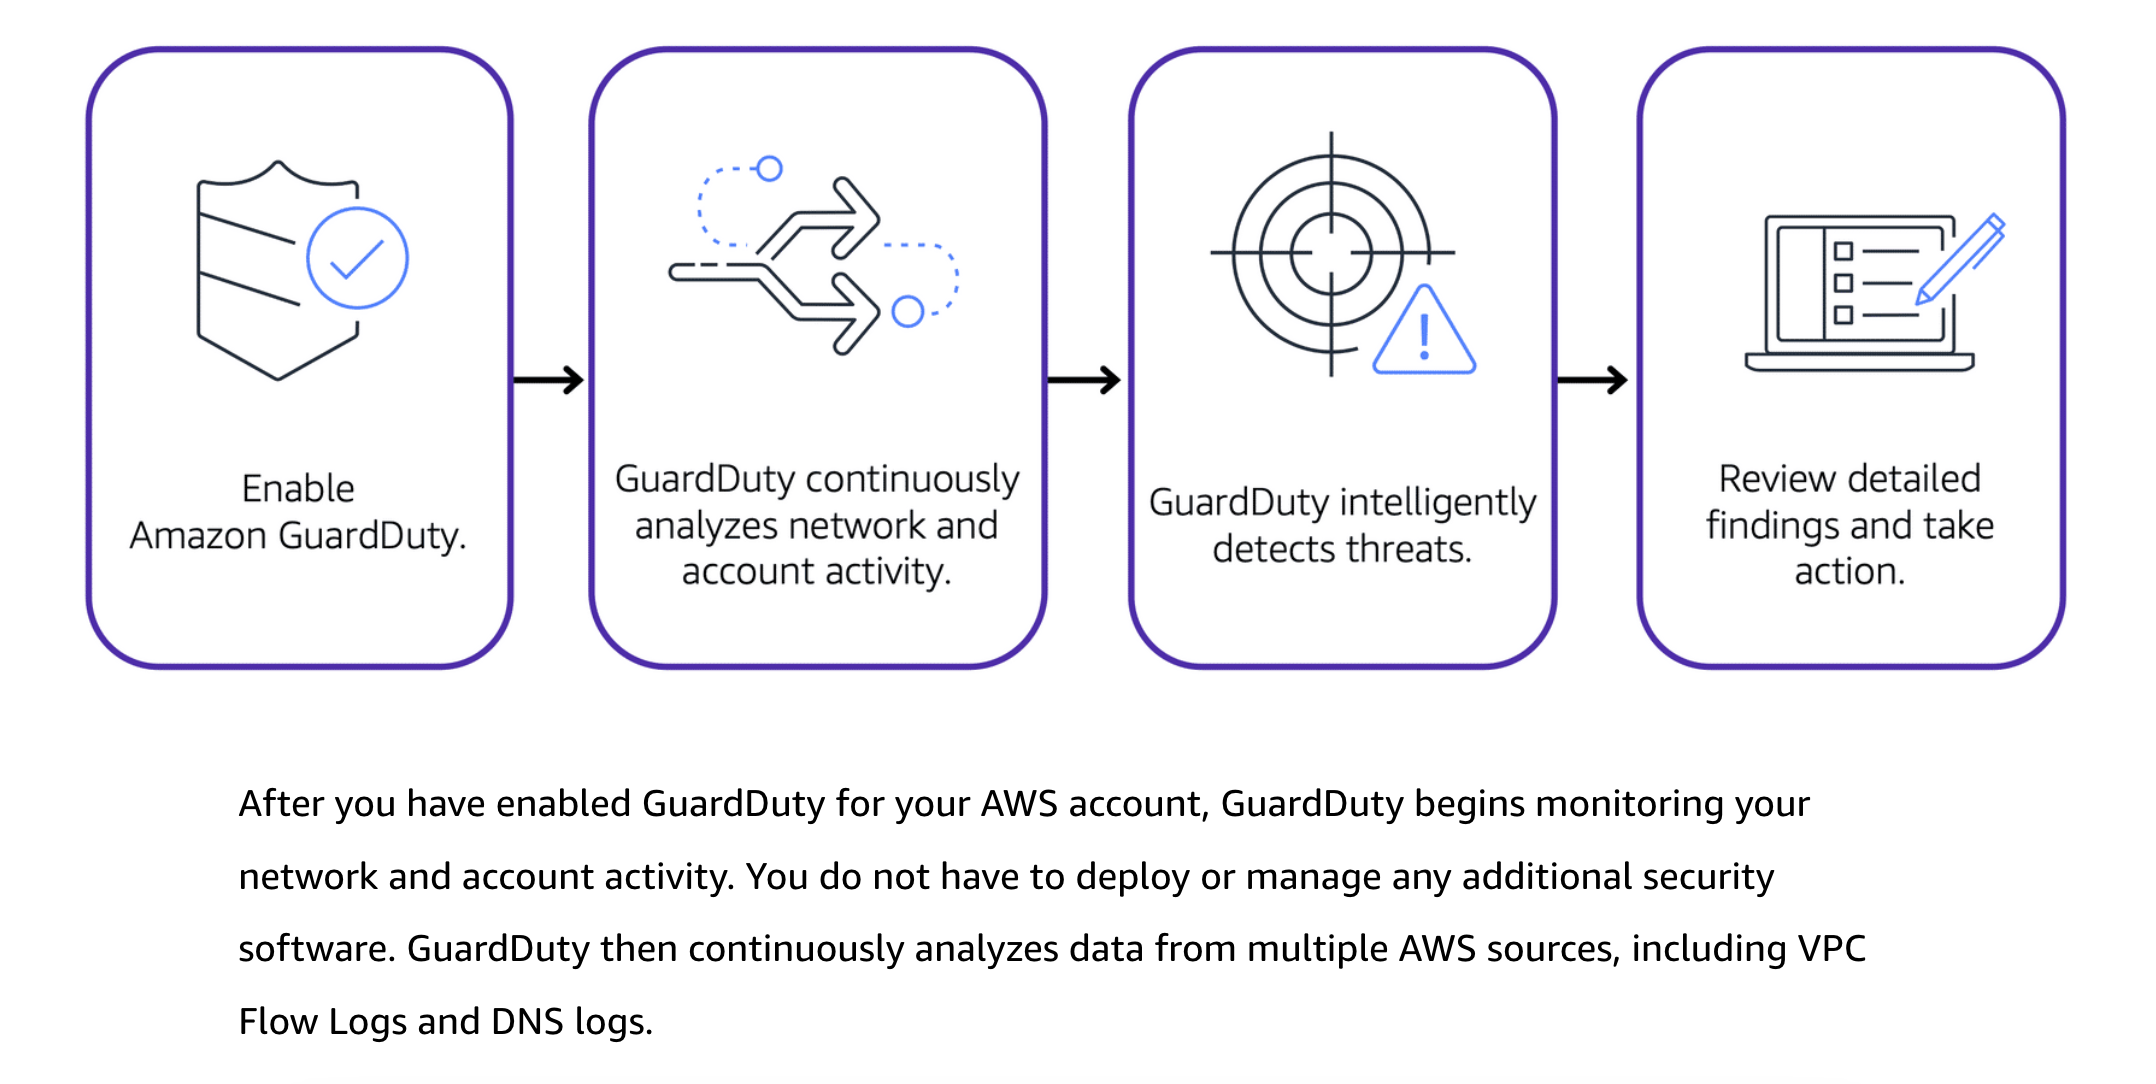 Enable
Amazon GuardDuty.
GuardDuty continuously
analyzes network and
account activity.
GuardDuty intelligently
detects threats.
Review detailed
findings and take
action.
After you have enabled GuardDuty for your AWS account, GuardDuty begins monitoring your
network and account activity. You do not have to deploy or manage any additional security
software. GuardDuty then continuously analyzes data from multiple AWS sources, including VPC
Flow Logs and DNS logs.